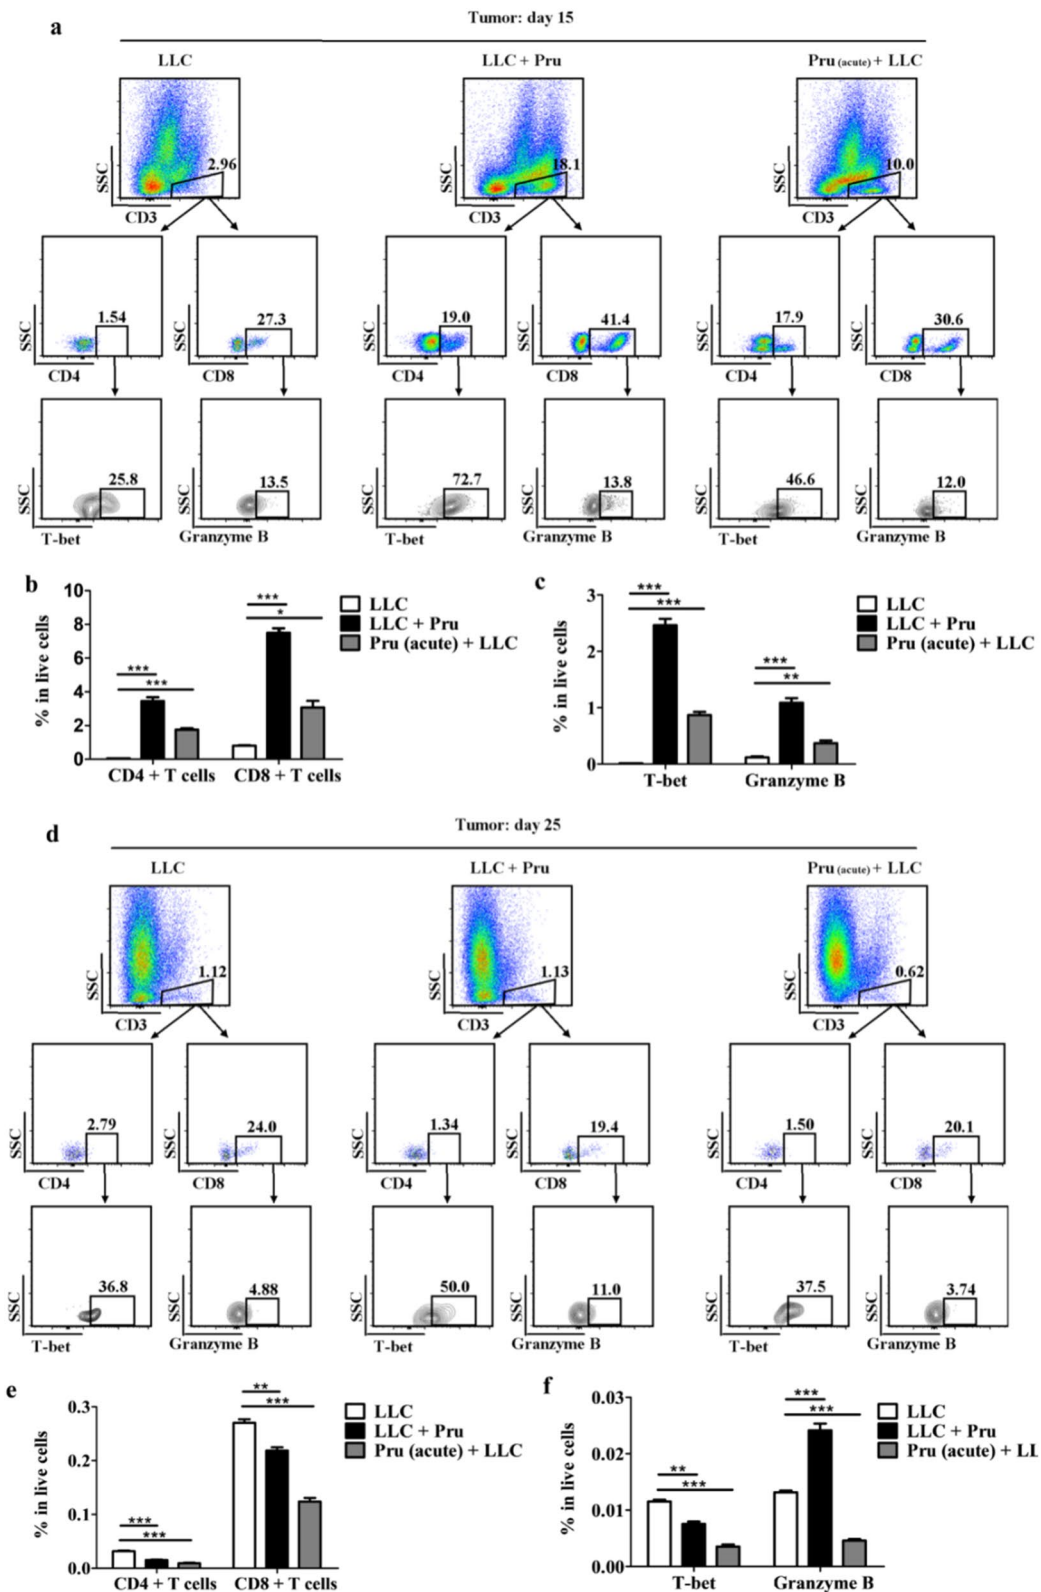 a
Tumor: day 15
LLC
LLC + Pru
Pru (acute) + LLC
2.96
18.1
10.0
SSC
SSC
SSC
CD3
CD3
CD3
1.54
27.3
19.0
41.4
17.9
30.6
SSC
SSC
SSC
SSC
SSC
SSC
CD4
CD8
CD4
CD8
CD4
CD8
25.8
13.5
72.7
13.8
46.6
12.0
SSC
SSC
SSC
SSC
SSC
SSC
T-bet
Granzyme B
T-bet
Granzyme B
T-bet
Granzyme B
b
% in live cells
10
8
6
4
2
0
***
***
***
*
CD4 + T cells
CD8 + T cells
LLC
LLC + Pru
Pru (acute) + LLC
c
% in live cells
3
2
1
0
***
***
***
**
T-bet
Granzyme B
LLC
LLC + Pru
Pru (acute) + LLC
d
Tumor: day 25
LLC
LLC + Pru
Pru (acute) + LLC
1.12
1.13
0.62
SSC
SSC
SSC
CD3
CD3
CD3
2.79
24.0
1.34
19.4
1.50
20.1
SSC
SSC
SSC
SSC
SSC
SSC
CD4
CD8
CD4
CD8
CD4
CD8
36.8
4.88
50.0
11.0
37.5
3.74
SSC
SSC
SSC
SSC
SSC
SSC
T-bet
Granzyme B
T-bet
Granzyme B
T-bet
Granzyme B
e
% in live cells
0.3
0.2
0.1
0.0
***
***
**
***
CD4 + T cells
CD8 + T cells
LLC
LLC + Pru
Pru (acute) + LLC
f
% in live cells
0.03
0.02
0.01
0.00
**
***
***
***
T-bet
Granzyme B
LLC
LLC + Pru
Pru (acute) + LL